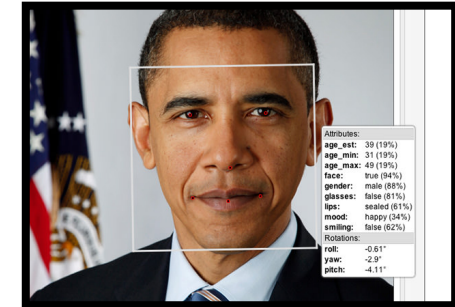 Attributes:
age_est: 39 (19%)
age_min: 31 (19%)
age_max: 49 (19%)
face: true (94%)
gender: male (88%)
glasses: false (81%)
lips: sealed (61%)
mood: happy (34%)
smiling: false (62%)
Rotations:
roll: -0.61°
yaw: -2.9°
pitch: -4.11°